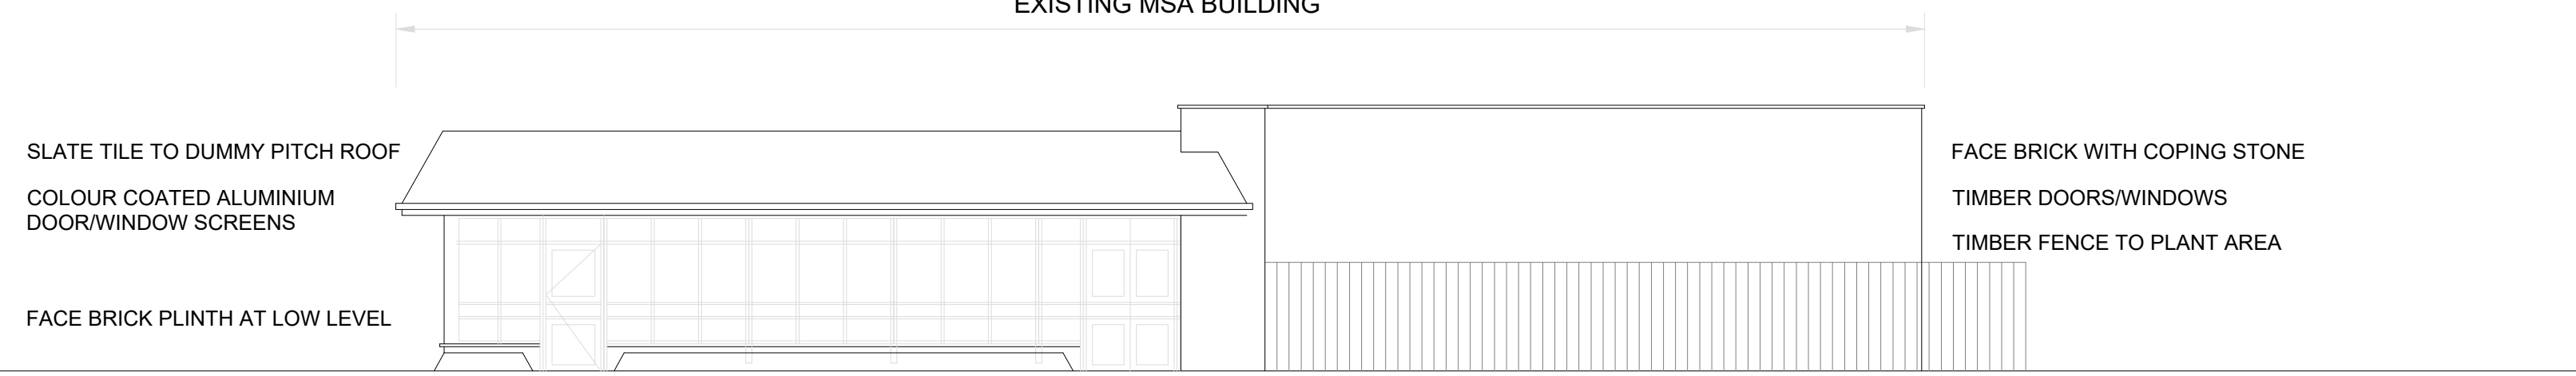 EXISTING MSA BUILDING
SLATE TILE TO DUMMY PITCH ROOF
COLOUR COATED ALUMINIUM
DOOR/WINDOW SCREENS
FACE BRICK PLINTH AT LOW LEVEL
FACE BRICK WITH COPING STONE
TIMBER DOORS/WINDOWS
TIMBER FENCE TO PLANT AREA